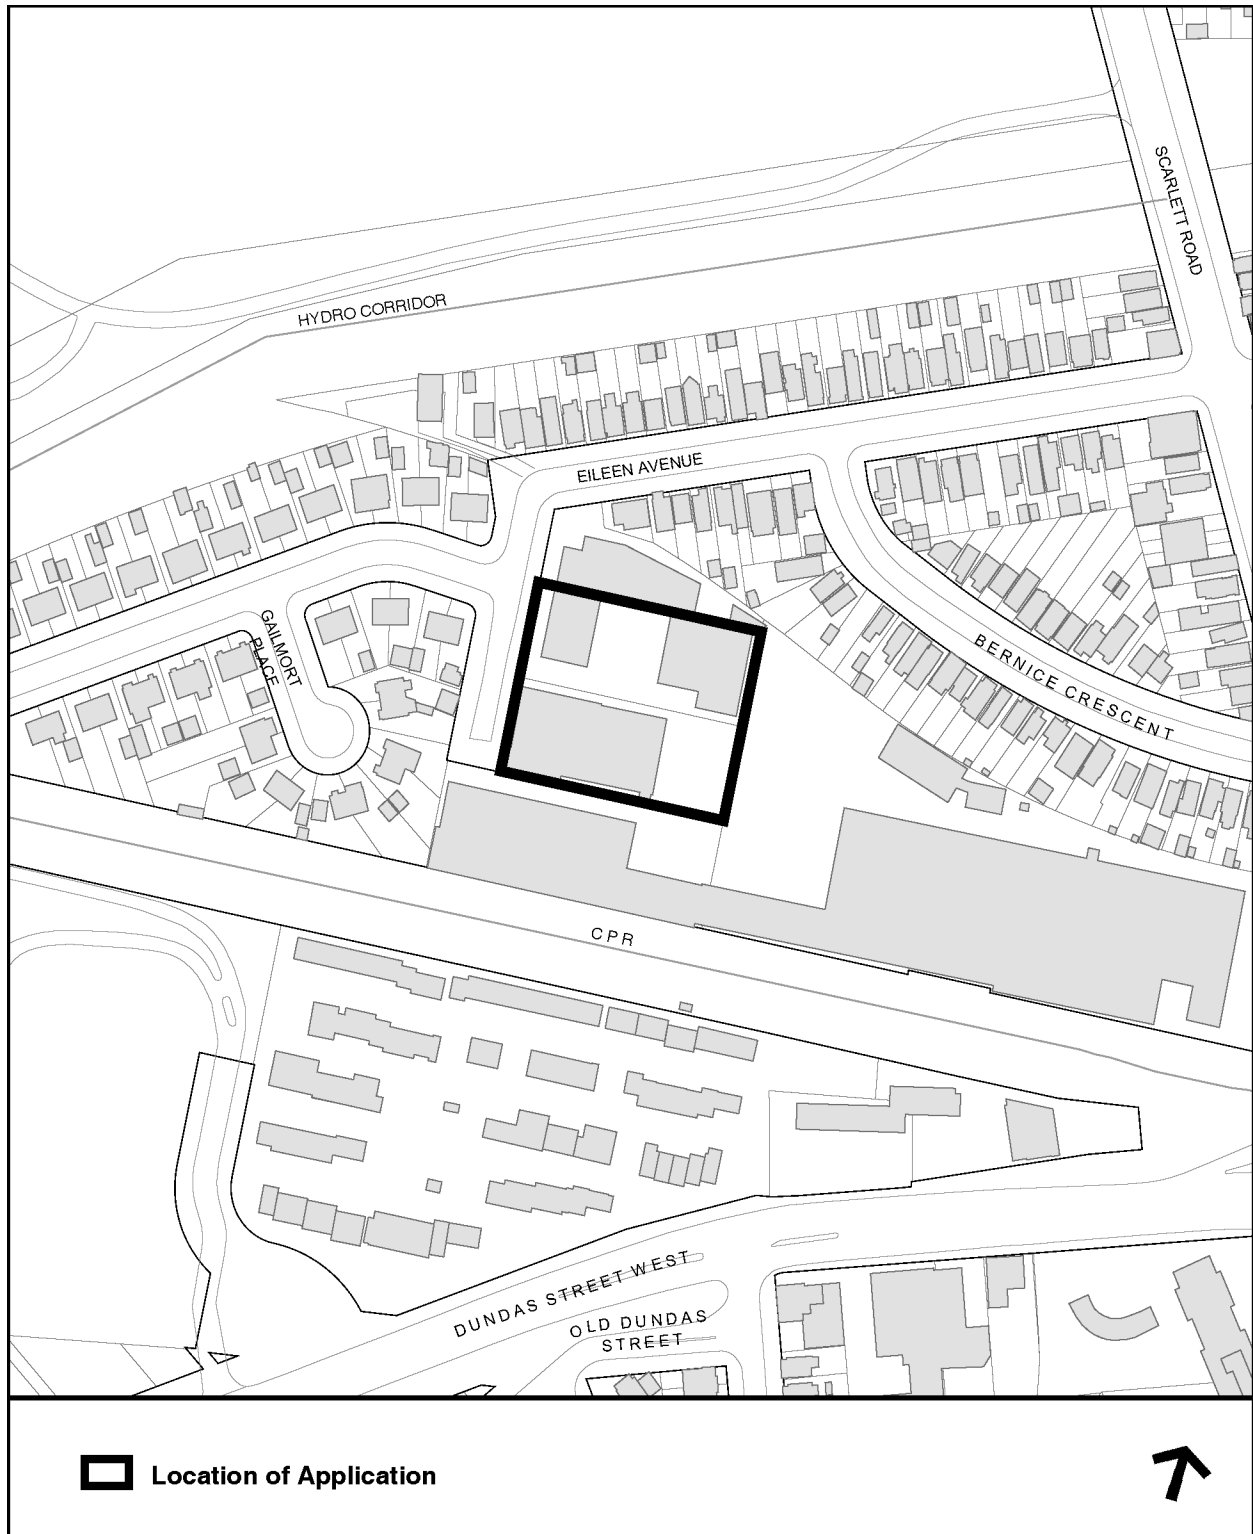 SCARLETT ROAD
HYDRO CORRIDOR
EILEEN AVENUE
GAILMORT
PLACE
BERNICE CRESCENT
CPR
DUNDAS STREET WEST
OLD DUNDAS
STREET
Location of Application